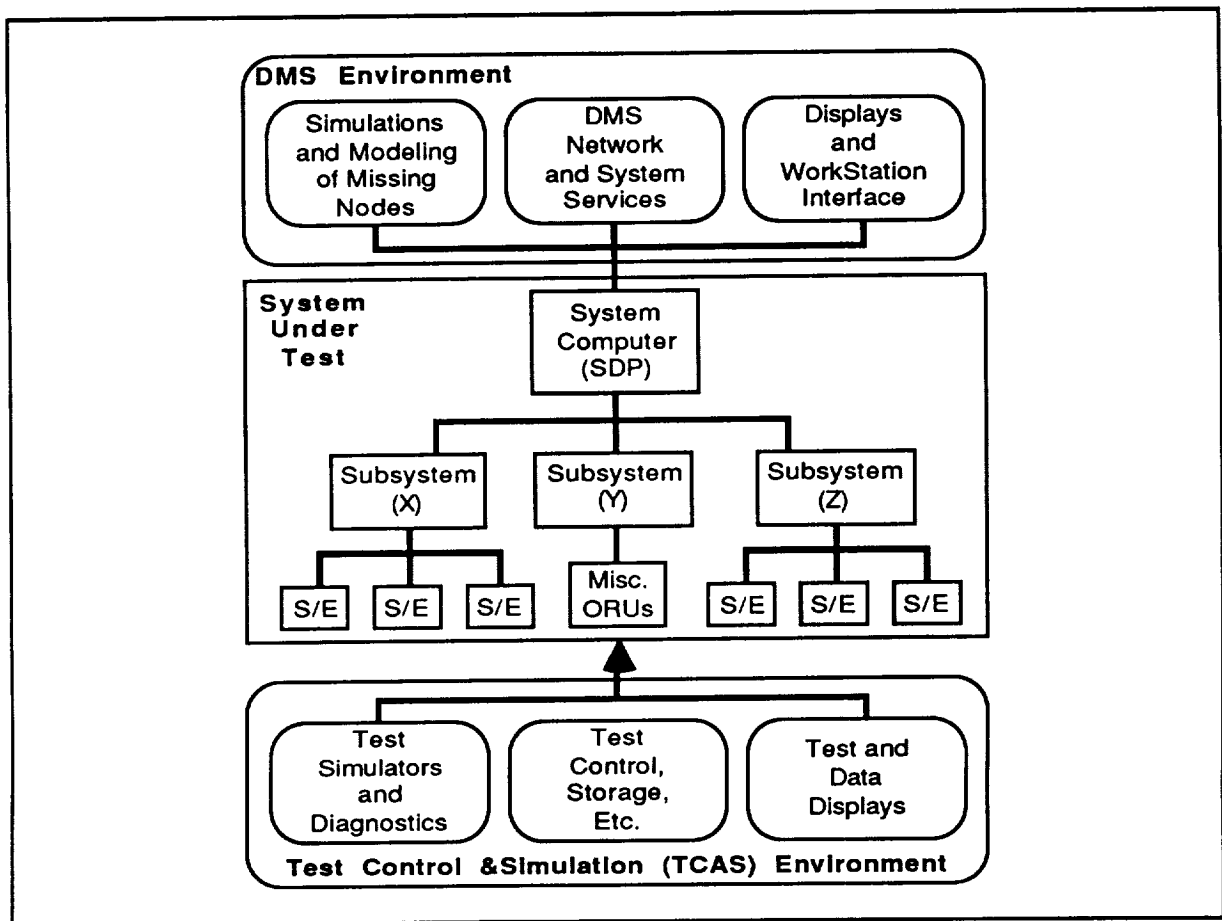 DMS Environment
Simulations
and Modeling
of Missing
Nodes
DMS
Network
and System
Services
Displays
and
WorkStation
Interface
System
Under
Test
System
Computer
(SDP)
Subsystem
(X)
Subsystem
(Y)
Subsystem
(Z)
S/E
S/E
S/E
Misc.
ORUs
S/E
S/E
S/E
Test
Simulators
and
Diagnostics
Test
Control,
Storage,
Etc.
Test and
Data
Displays
Test Control &Simulation (TCAS) Environment